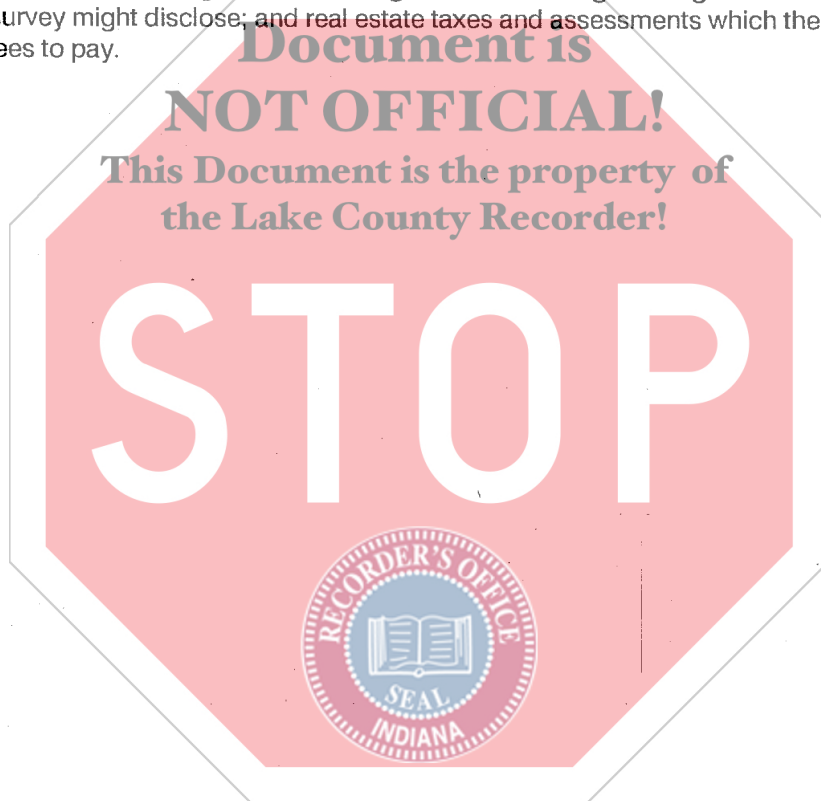 survey might disclose; and real estate taxes and assessments which the
ees to pay.
Document is
NOT OFFICIAL!
This Document is the property of
the Lake County Recorder!
STOP
RECORDER'S OFFICE
SEAL
INDIANA